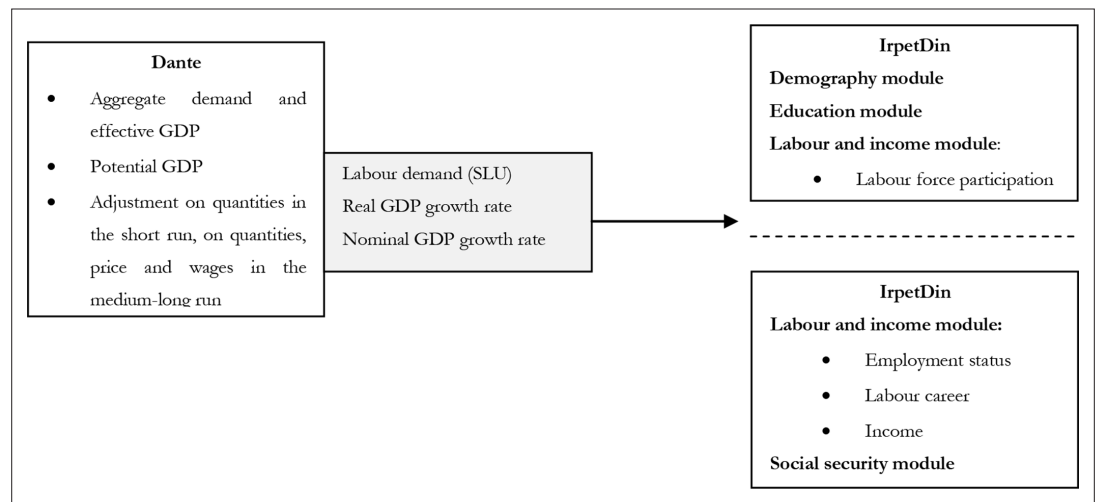 Dante
• Aggregate demand and
effective GDP
• Potential GDP
• Adjustment on quantities in
the short run, on quantities,
price and wages in the
medium-long run
Labour demand (SLU)
Real GDP growth rate
Nominal GDP growth rate
IrpetDin
Demography module
Education module
Labour and income module:
• Labour force participation
IrpetDin
Labour and income module:
• Employment status
• Labour career
• Income
Social security module